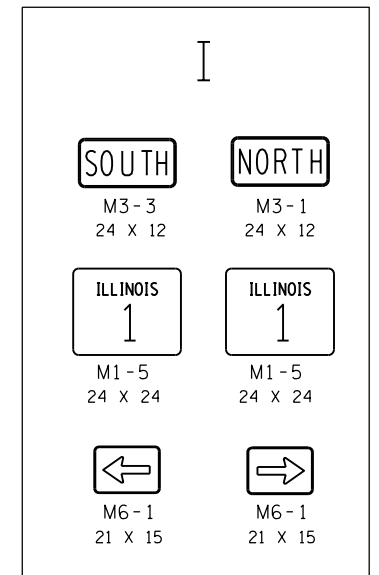 I
SOUTH NORTH
M3-3 M3-1
24 X 12 24 X 12
ILLINOIS ILLINOIS
1 1
M1-5 M1-5
24 X 24 24 X 24
M6-1 M6-1
21 X 15 21 X 15